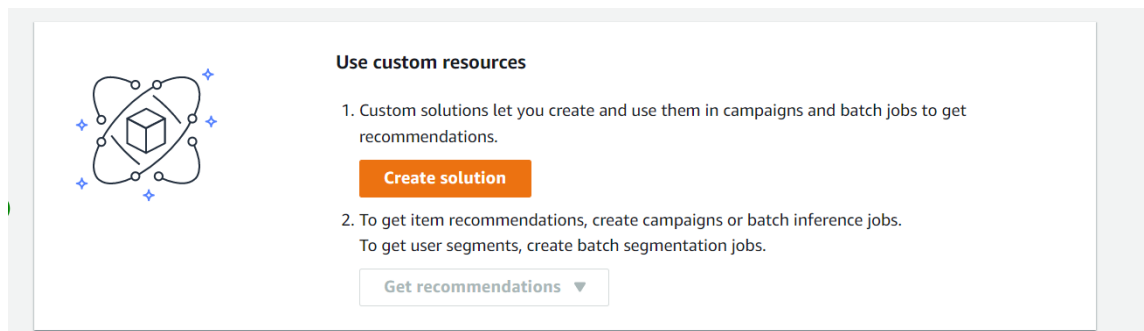 Use custom resources
1. Custom solutions let you create and use them in campaigns and batch jobs to get
recommendations.
Create solution
2. To get item recommendations, create campaigns or batch inference jobs.
To get user segments, create batch segmentation jobs.
Get recommendations